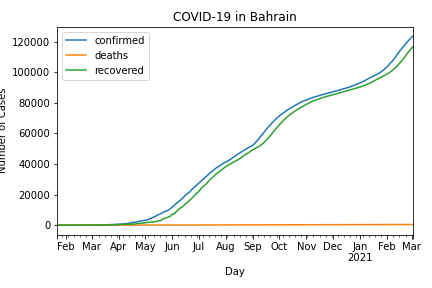 COVID-19 in Bahrain
confirmed
deaths
recovered
120000
100000
80000
60000
40000
20000
0
Number of Cases
Feb Mar Apr May Jun Jul Aug Sep Oct Nov Dec Jan Feb Mar
2021
Day